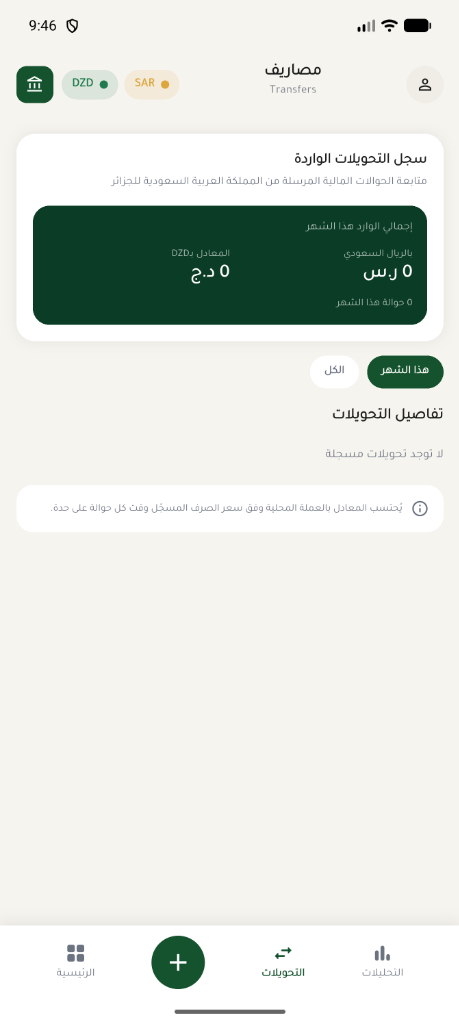 9:46
مصاريف
Transfers
SAR
DZD
سجل التحويلات الواردة
متابعة الحوالات المالية المرسلة من المملكة العربية السعودية للجزائر
إجمالي الوارد هذا الشهر
بالريال السعودي
0 ر.س
المعادل بـDZD
0 د.ج
0 حوالة هذا الشهر
هذا الشهر
الكل
تفاصيل التحويلات
لا توجد تحويلات مسجلة
يُحتسب المعادل بالعملة المحلية وفق سعر الصرف المسجّل وقت كل حوالة على حدة.
التحليلات
التحويلات
الرئيسية